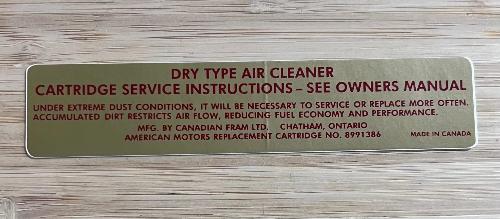 DRY TYPE AIR CLEANER
CARTRIDGE SERVICE INSTRUCTIONS – SEE OWNERS MANUAL
UNDER EXTREME DUST CONDITIONS, IT WILL BE NECESSARY TO SERVICE OR REPLACE MORE OFTEN.
ACCUMULATED DIRT RESTRICTS AIR FLOW, REDUCING FUEL ECONOMY AND PERFORMANCE.
MFG. BY CANADIAN FRAM LTD. CHATHAM, ONTARIO
AMERICAN MOTORS REPLACEMENT CARTRIDGE NO. 8991386 MADE IN CANADA